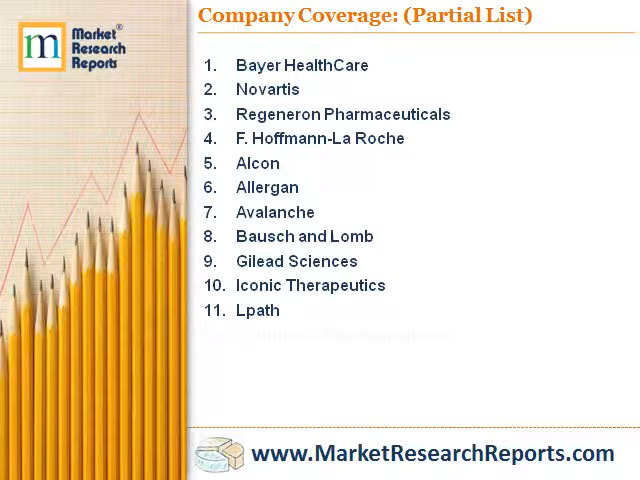 m
Market®
Research
Reports
Company Coverage: (Partial List)
1. Bayer HealthCare
2. Novartis
3. Regeneron Pharmaceuticals
4. F. Hoffmann-La Roche
5. Alcon
6. Allergan
7. Avalanche
8. Bausch and Lomb
9. Gilead Sciences
10. Iconic Therapeutics
11. Lpath
www.MarketResearchReports.com